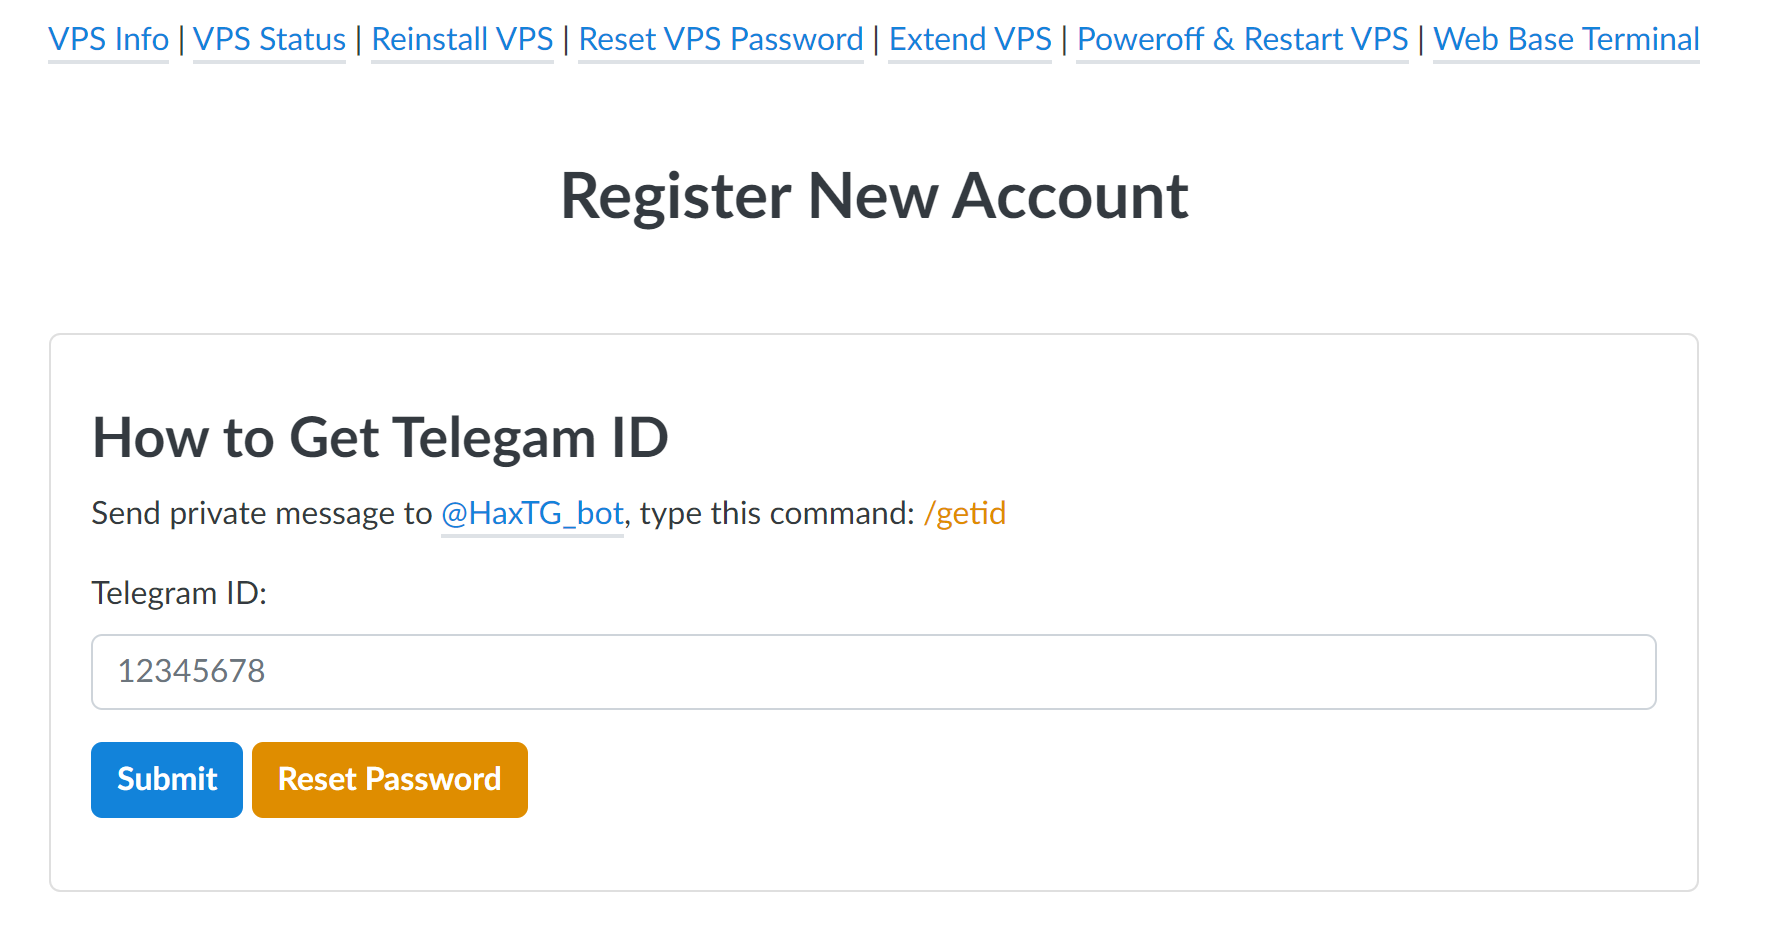 VPS Info | VPS Status | Reinstall VPS | Reset VPS Password | Extend VPS | Poweroff & Restart VPS | Web Base Terminal
Register New Account
How to Get Telegam ID
Send private message to @HaxTG_bot, type this command: /getid
Telegram ID:
12345678
Submit Reset Password